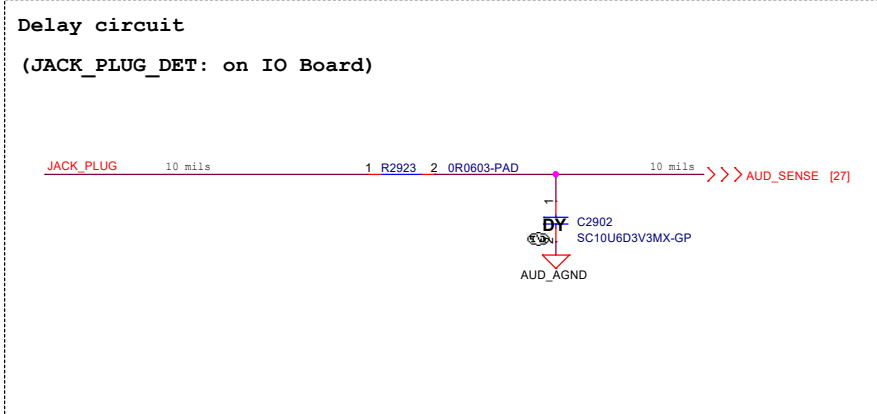 Delay circuit
(JACK_PLUG_DET: on IO Board)
JACK_PLUG 10 mils 1 R2923 2 0R0603-PAD 10 mils AUD_SENSE [27]
1
DY C2902
2 SC10U6D3V3MX-GP
AUD_AGND